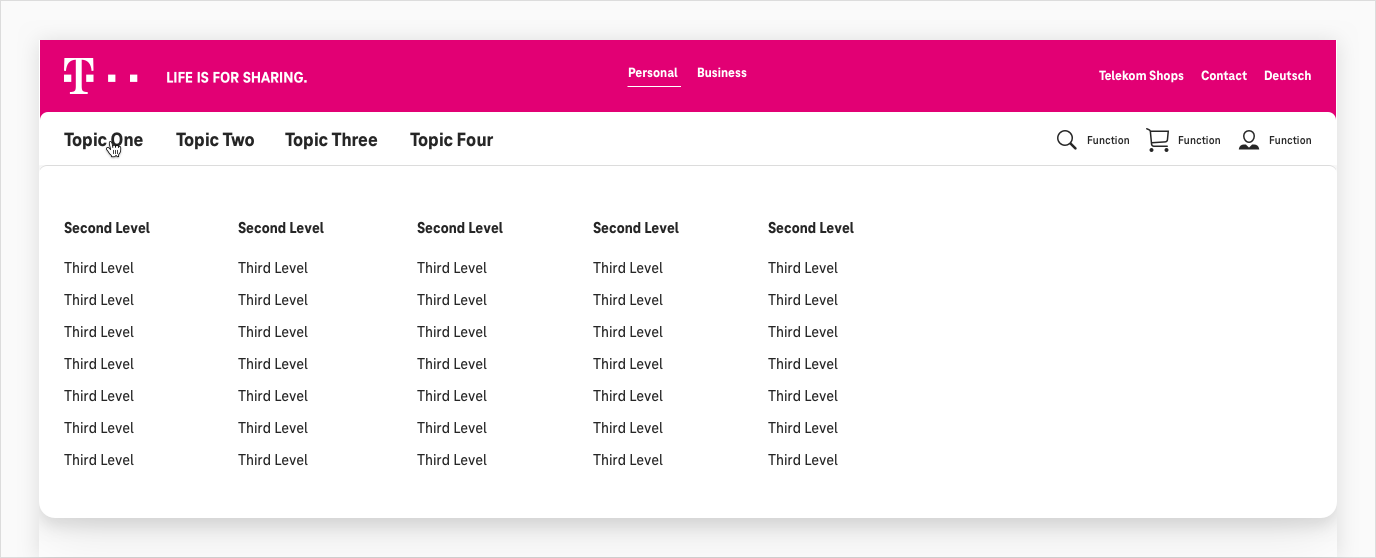 T LIFE IS FOR SHARING. Personal Business Telekom Shops Contact Deutsch
Topic One Topic Two Topic Three Topic Four Function Function Function
Second Level Second Level Second Level Second Level Second Level
Third Level Third Level Third Level Third Level Third Level
Third Level Third Level Third Level Third Level Third Level
Third Level Third Level Third Level Third Level Third Level
Third Level Third Level Third Level Third Level Third Level
Third Level Third Level Third Level Third Level Third Level
Third Level Third Level Third Level Third Level Third Level
Third Level Third Level Third Level Third Level Third Level